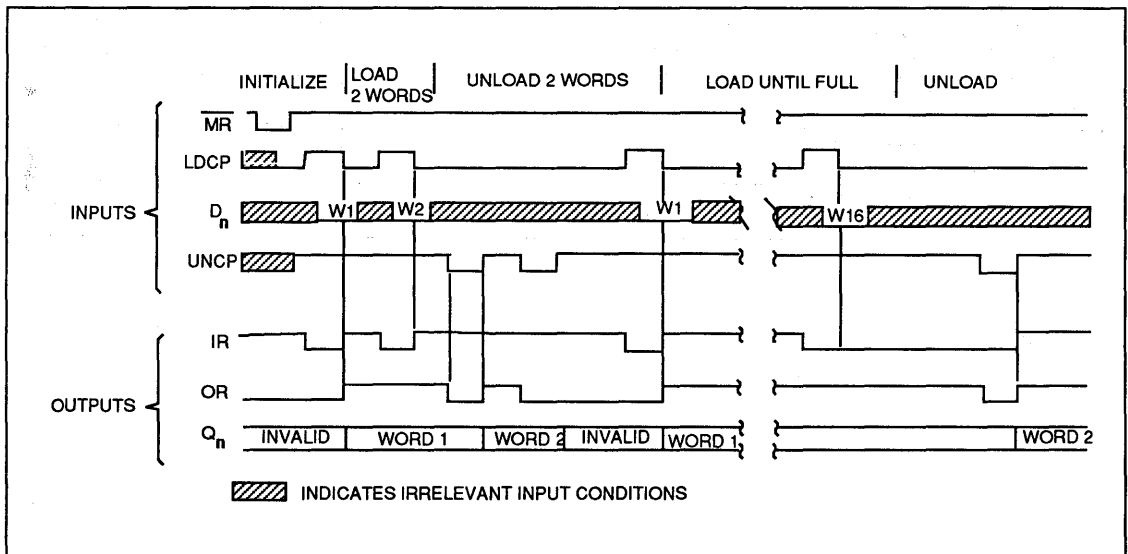 INITIALIZE LOAD 2 WORDS UNLOAD 2 WORDS LOAD UNTIL FULL UNLOAD
MR
LDCP
INPUTS
Dn W1 W2 W1 W16
UNCP
IR
OUTPUTS
OR
Qn INVALID WORD 1 WORD 2 INVALID WORD 1 WORD 2
INDICATES IRRELEVANT INPUT CONDITIONS